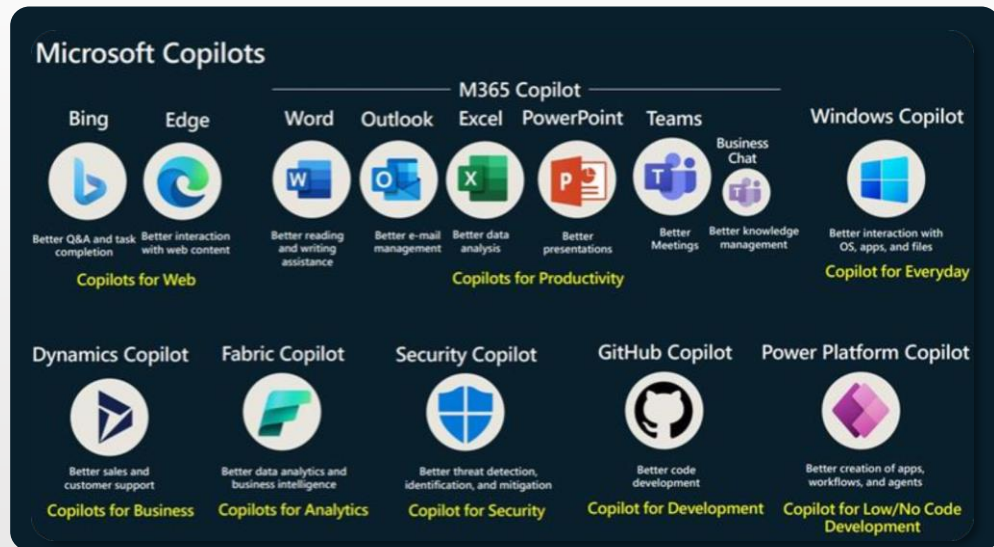 Microsoft Copilots
M365 Copilot
Bing
Edge
Word
Outlook
Excel
PowerPoint
Teams
Business
Chat
Windows Copilot
Better Q&A and task
completion
Better interaction
with web content
Better reading
and writing
assistance
Better e-mail
management
Better data
analysis
Better
presentations
Better
Meetings
Better knowledge
management
Better interaction with
OS, apps, and files
Copilots for Web
Copilots for Productivity
Copilot for Everyday
Dynamics Copilot
Fabric Copilot
Security Copilot
GitHub Copilot
Power Platform Copilot
Better sales and
customer support
Better data analytics and
business intelligence
Better threat detection,
identification, and mitigation
Better code
development
Better creation of apps,
workflows, and agents
Copilots for Business
Copilots for Analytics
Copilot for Security
Copilot for Development
Copilot for Low/No Code
Development